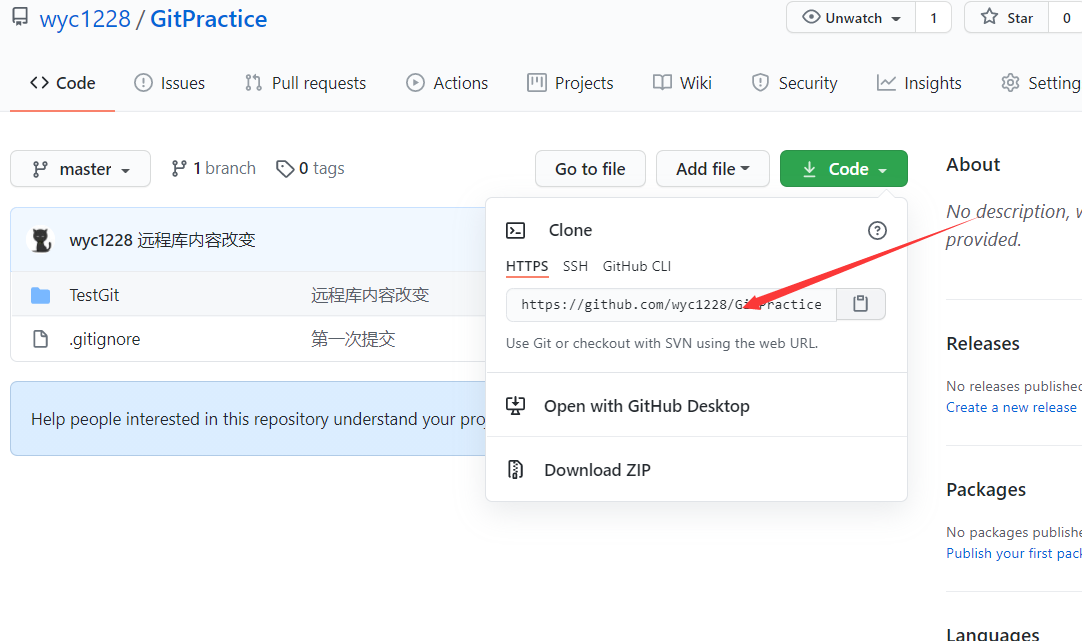 wyc1228 / GitPractice
Unwatch 1 Star 0
Code Issues Pull requests Actions Projects Wiki Security Insights Setting
master 1 branch 0 tags Go to file Add file Code
About
No description, w
provided.
wyc1228 远程库内容改变
TestGit 远程库内容改变
.gitignore 第一次提交
Help people interested in this repository understand your pro
Clone
HTTPS SSH GitHub CLI
https://github.com/wyc1228/GitPractice
Use Git or checkout with SVN using the web URL.
Open with GitHub Desktop
Download ZIP
Releases
No releases published
Create a new release
Packages
No packages publishe
Publish your first pac
Languages